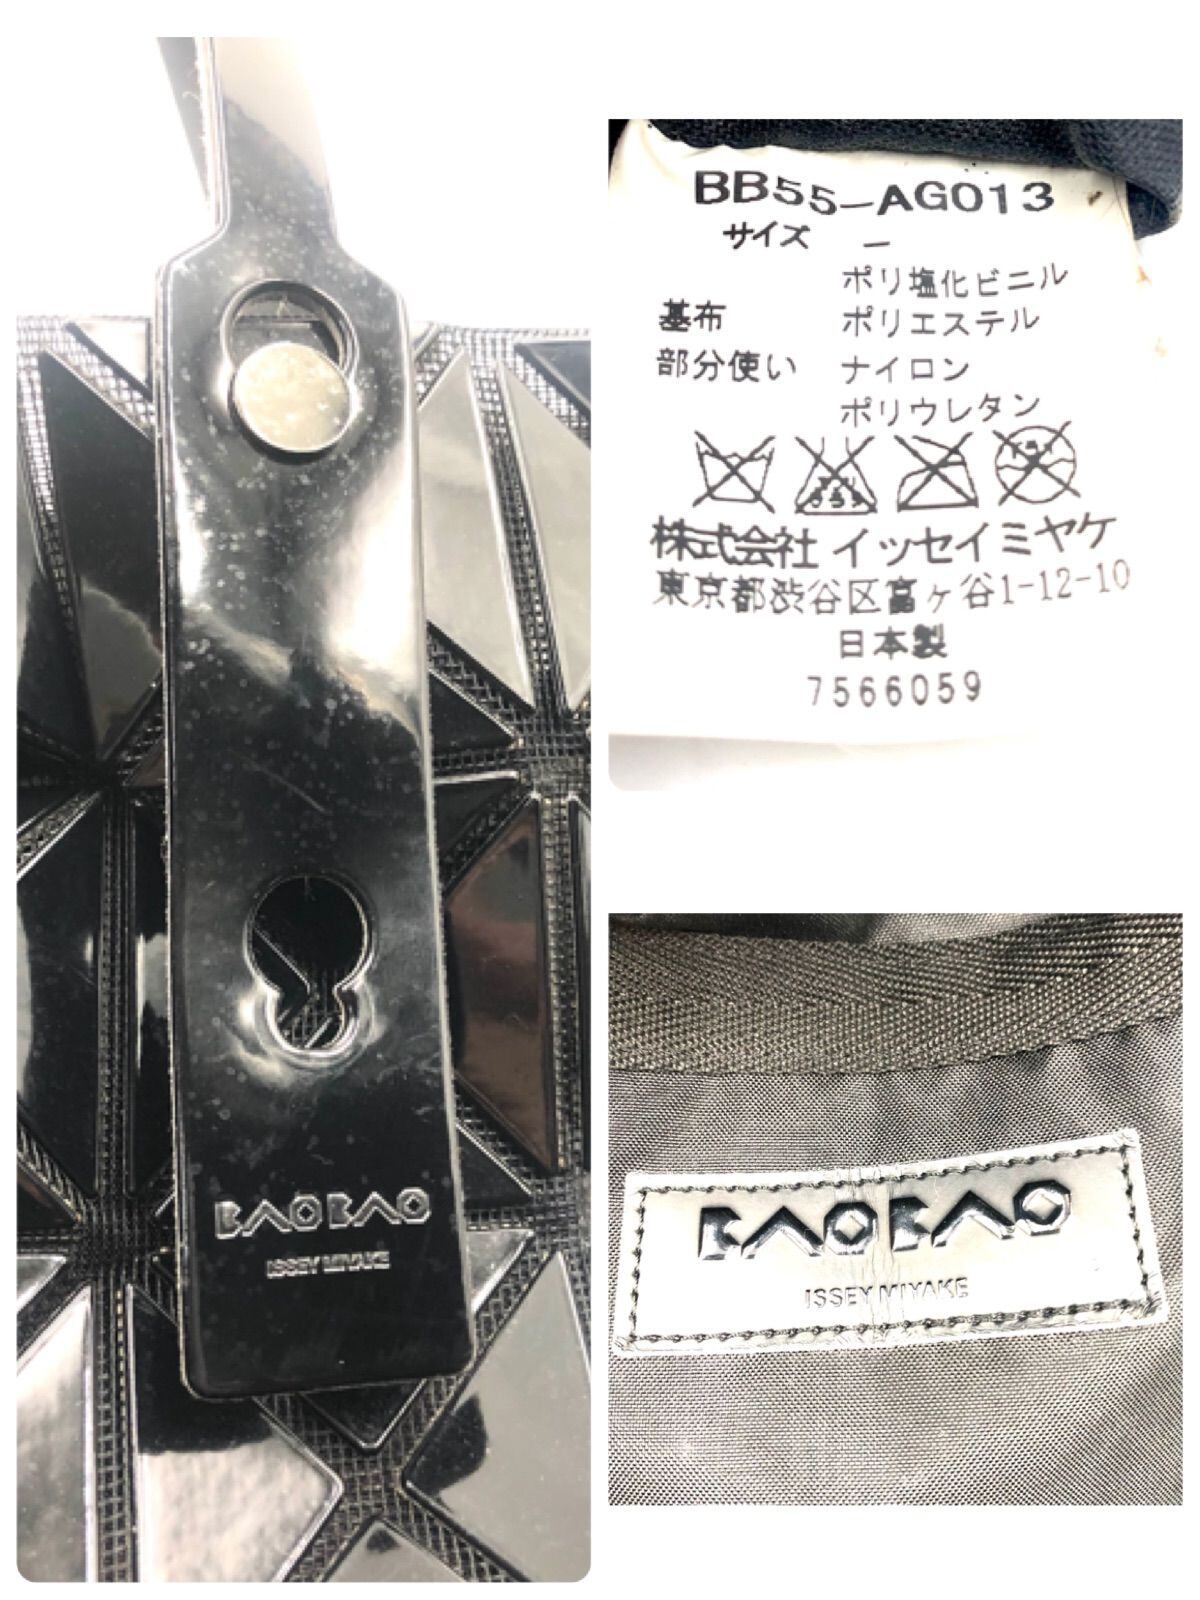 BAOBAO
ISSEY MIYAKE
BB55-AG013
サイズ －
ポリ塩化ビニル
基布 ポリエステル
部分使い ナイロン
ポリウレタン
株式会社 イッセイミヤケ
東京都渋谷区富ヶ谷1-12-10
日本製
7566059
BAOBAO
ISSEY MIYAKE